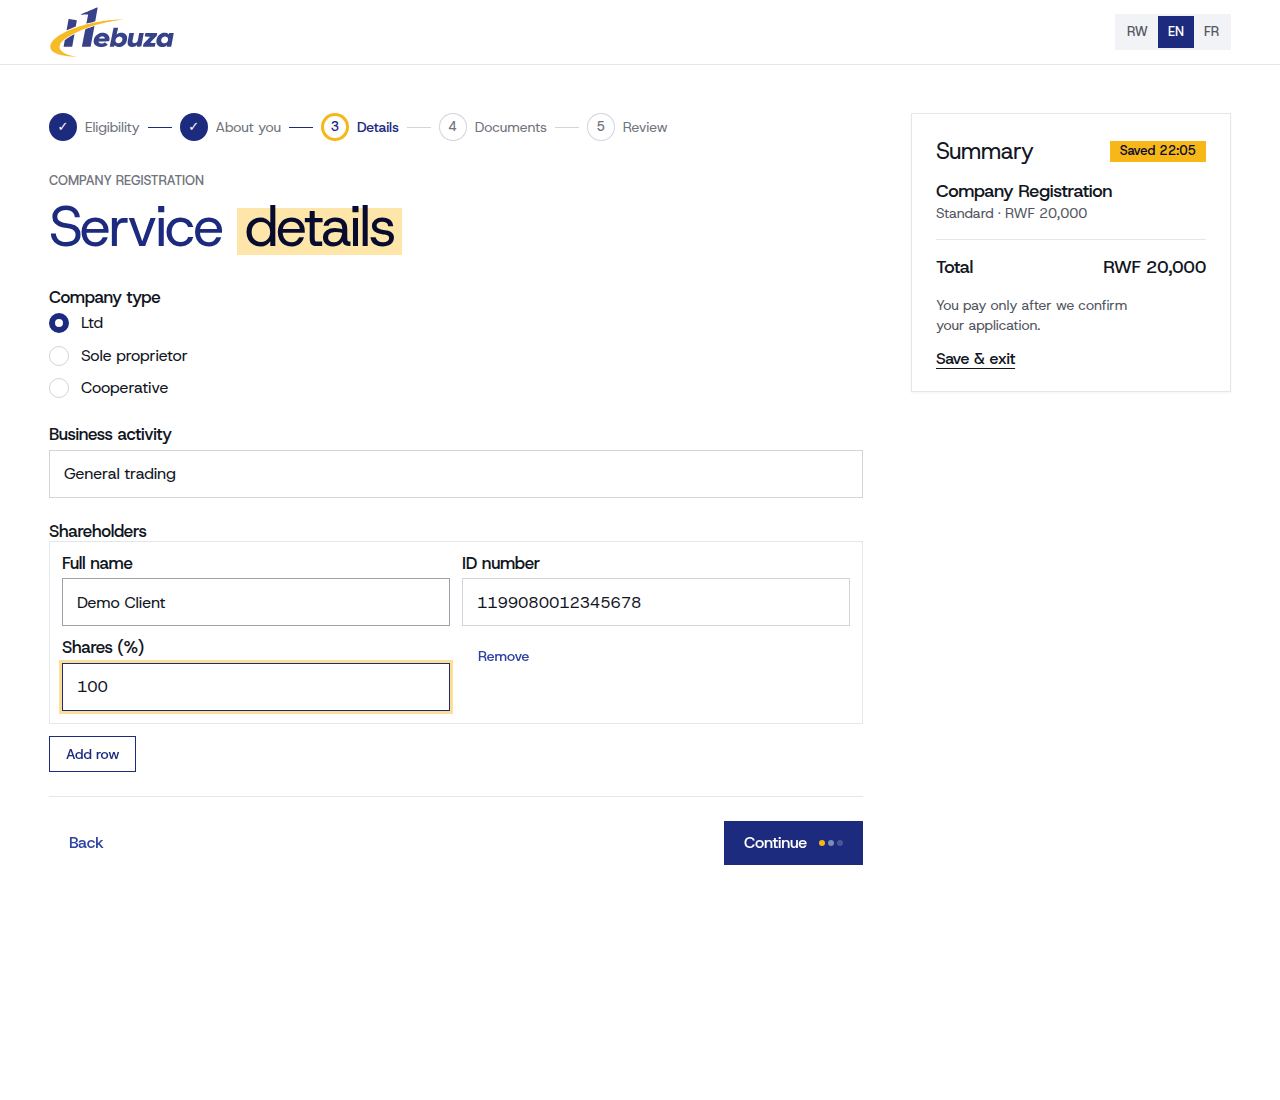 Hebuza
RW EN FR
✓ Eligibility ✓ About you 3 Details 4 Documents 5 Review
COMPANY REGISTRATION
Service details
Company type
Ltd
Sole proprietor
Cooperative
Business activity
General trading
Shareholders
Full name ID number
Demo Client 1199080012345678
Shares (%)
Remove
100
Add row
Back Continue
Summary Saved 22:05
Company Registration
Standard · RWF 20,000
Total RWF 20,000
You pay only after we confirm
your application.
Save & exit